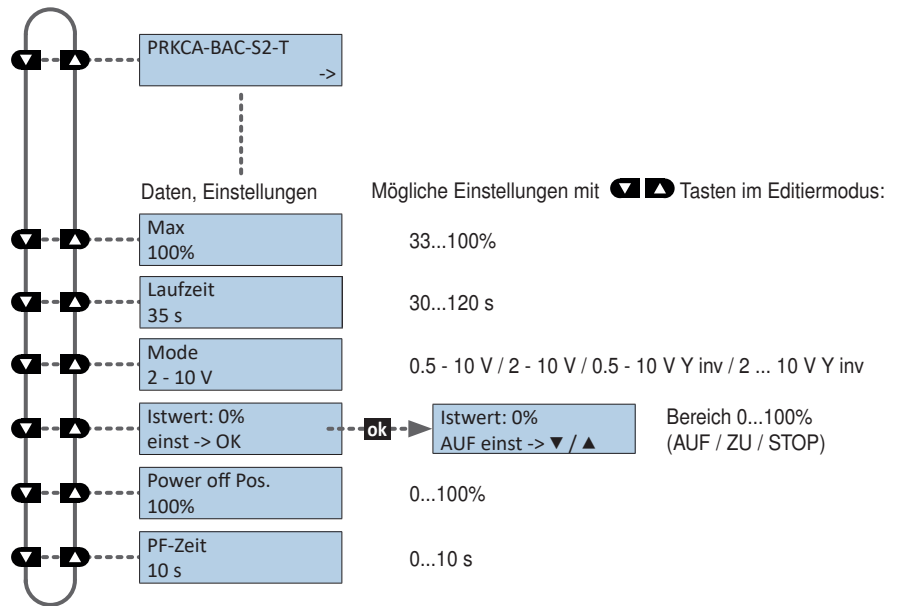 PRKCA-BAC-S2-T
->
Daten, Einstellungen
Mögliche Einstellungen mit ▼ ▲ Tasten im Editiermodus:
Max
100%
33...100%
Laufzeit
35 s
30...120 s
Mode
2 - 10 V
0.5 - 10 V / 2 - 10 V / 0.5 - 10 V Y inv / 2 ... 10 V Y inv
Istwert: 0%
einst -> OK
ok
Istwert: 0%
AUF einst -> ▼ / ▲
Bereich 0...100%
(AUF / ZU / STOP)
Power off Pos.
100%
0...100%
PF-Zeit
10 s
0...10 s